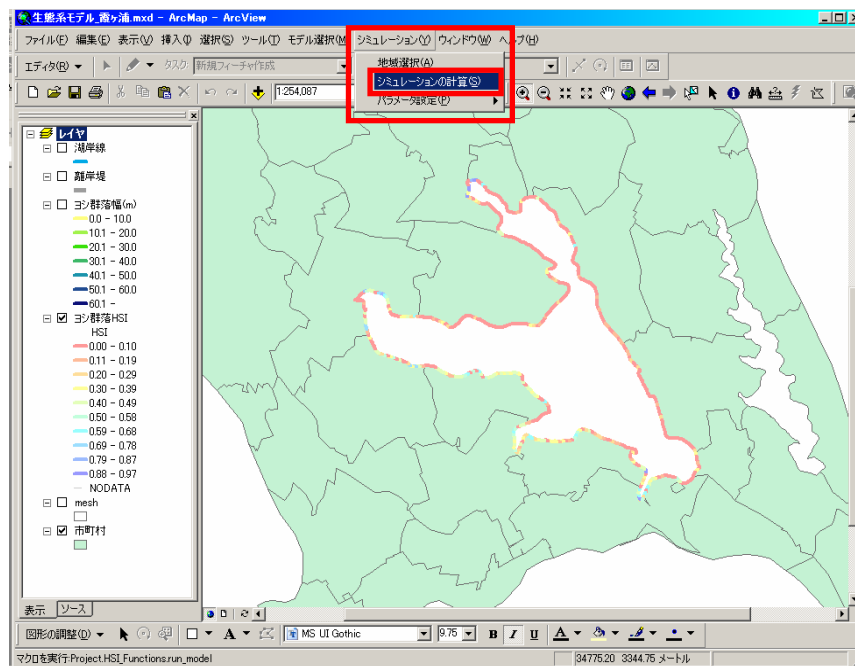 生態系モデル_霞ヶ浦.mxd - ArcMap - ArcView
ファイル(F) 編集(E) 表示(V) 挿入(I) 選択(S) ツール(T) モデル選択(M シミュレーション(Y) ウィンドウ(W) ヘルプ(H)
エディタ(R) タスク: 新規フィーチャ作成
地域選択(A)
シミュレーションの計算(S)
パラメータ設定(P)
1:254,087
レイヤ
湖岸線
離岸堤
ヨシ群落幅(m)
0.0 - 10.0
10.1 - 20.0
20.1 - 30.0
30.1 - 40.0
40.1 - 50.0
50.1 - 60.0
60.1 -
ヨシ群落HSI
HSI
0.00 - 0.10
0.11 - 0.19
0.20 - 0.29
0.30 - 0.39
0.40 - 0.49
0.50 - 0.58
0.59 - 0.68
0.69 - 0.78
0.79 - 0.87
0.88 - 0.97
NODATA
mesh
市町村
表示 ソース
図形の調整(D) A MS UI Gothic 9.75 B I U A
マクロを実行:Project.HSI_Functions.run_model 34775.20 3344.75 メートル